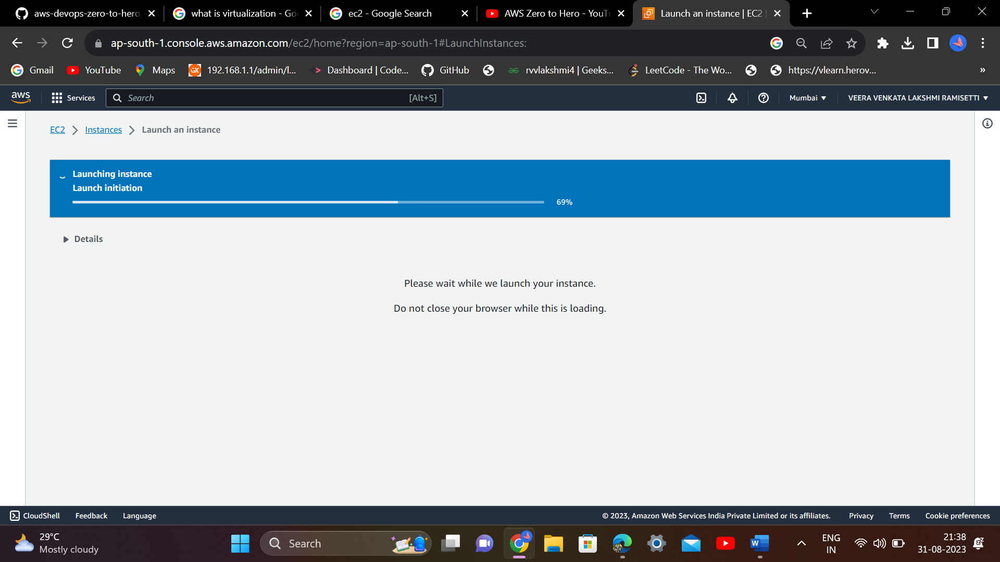 aws-devops-zero-to-hero,
what is virtualization - Go
ec2 - Google Search
AWS Zero to Hero - YouTu
Launch an instance | EC2 |
ap-south-1.console.aws.amazon.com/ec2/home?region=ap-south-1#LaunchInstances:
Gmail
YouTube
Maps
192.168.1.1/admin/l...
Dashboard | Code...
GitHub
rvvlakshmi4 | Geeks...
LeetCode - The Wo...
https://vlearn.herov...
»
aws
Services
Search
[Alt+S]
Mumbai
VEERA VENKATA LAKSHMI RAMISETTI
EC2
Instances
Launch an instance
Launching instance
Launch initiation
69%
Details
Please wait while we launch your instance.
Do not close your browser while this is loading.
CloudShell
Feedback
Language
© 2023, Amazon Web Services India Private Limited or its affiliates.
Privacy
Terms
Cookie preferences
29°C
Mostly cloudy
Search
ENG
IN
21:38
31-08-2023